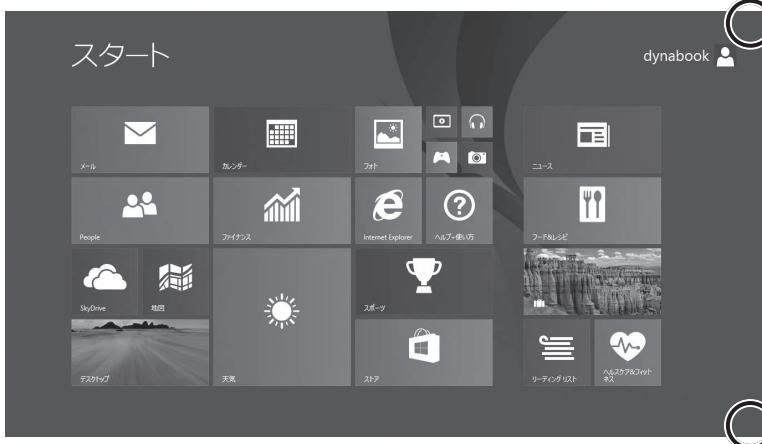 スタート
dynabook
メール
カレンダー
フォト
ニュース
People
ファイナンス
Internet Explorer
ヘルプ+使い方
フード&レシピ
SkyDrive
地図
スポーツ
デスクトップ
天気
ストア
リーディング リスト
ヘルスケア&フィット
ネス